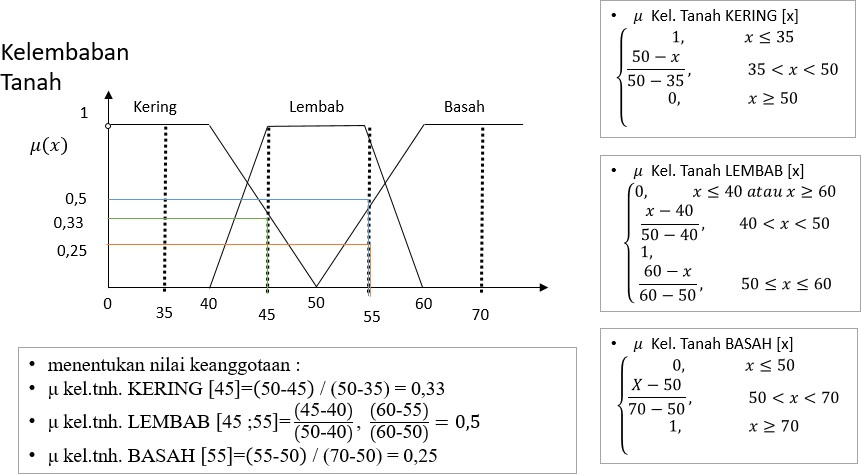 Kelembaban
Tanah
1
Kering
Lembab
Basah
μ(x)
0,5
0,33
0,25
0
35
40
45
50
55
60
70
• μ Kel. Tanah KERING [x]
1, x ≤ 35
50 − x
50 − 35, 35 < x < 50
0, x ≥ 50
• μ Kel. Tanah LEMBAB [x]
0, x ≤ 40 atau x ≥ 60
x − 40
50 − 40, 40 < x < 50
1,
60 − x
60 − 50, 50 ≤ x ≤ 60
• μ Kel. Tanah BASAH [x]
0, x ≤ 50
X − 50
70 − 50, 50 < x < 70
1, x ≥ 70
• menentukan nilai keanggotaan :
• μ kel.tnh. KERING [45]=(50-45) / (50-35) = 0,33
• μ kel.tnh. LEMBAB [45 ;55]=(45-40)/(50-40), (60-55)/(60-50) = 0,5
• μ kel.tnh. BASAH [55]=(55-50) / (70-50) = 0,25